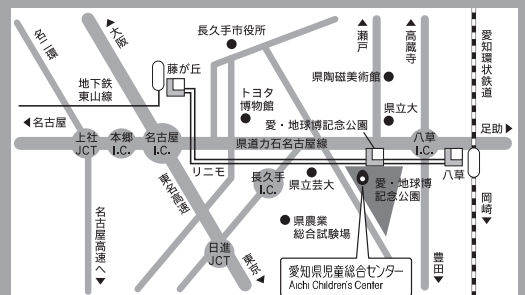 名二環
▲大阪
長久手市役所
▲瀬戸
▲高蔵寺
愛知環状鉄道
藤が丘
地下鉄
東山線
県陶磁美術館
トヨタ
博物館
県立大
◀名古屋
愛・地球博記念公園
足助▶
上社
JCT
本郷
I.C.
名古屋
I.C.
県道力石名古屋線
八草
I.C.
リニモ
東名高速
長久手
I.C.
県立芸大
愛・地球博
記念公園
八草
名古屋高速へ▼
県農業
総合試験場
岡崎▼
日進
JCT
東京▼
豊田▼
愛知県児童総合センター
Aichi Children's Center